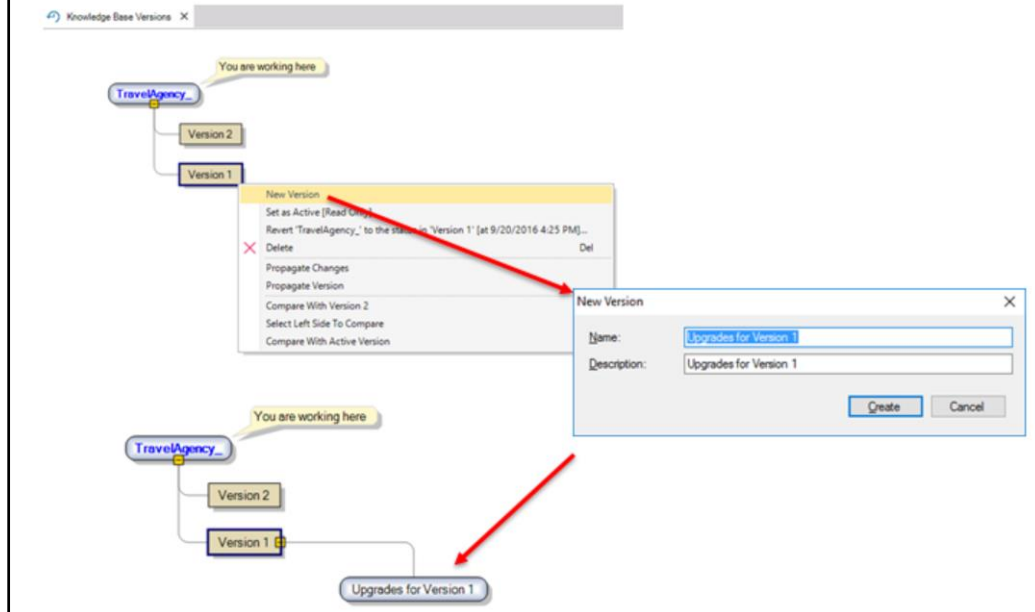 Knowledge Base Versions
You are working here
TravelAgency_
Version 2
Version 1
New Version
Set as Active [Read Only]
Revert 'TravelAgency_' to the status in 'Version 1' [at 9/20/2016 4:25 PM]...
Delete Del
Propagate Changes
Propagate Version
Compare With Version 2
Select Left Side To Compare
Compare With Active Version
New Version
Name: Upgrades for Version 1
Description: Upgrades for Version 1
Create Cancel
You are working here
TravelAgency_
Version 2
Version 1
Upgrades for Version 1